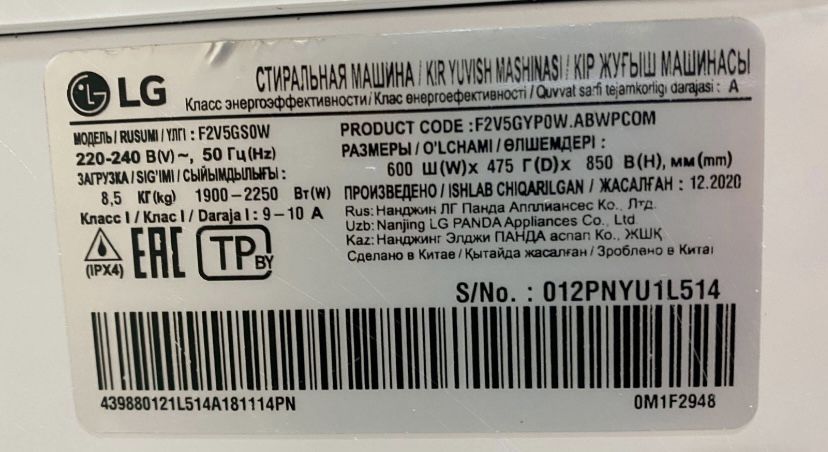 LG
СТИРАЛЬНАЯ МАШИНА / KIR YUVISH MASHINASI / КІР ЖУҒЫШ МАШИНАСЫ
Класс энергоэффективности / Клас енергоефективності / Quvvat sarfi tejamkorligi darajasi : A
МОДЕЛЬ / RUSUMI / ҮЛГІ : F2V5GS0W
220-240 В(V) ~, 50 Гц(Hz)
ЗАГРУЗКА / SIG'IMI / СЫЙЫМДЫЛЫҒЫ :
8,5 КГ(kg) 1900-2250 Вт(W)
Класс I / Клас I / Daraja I : 9-10 A
(IPX4) EAC TP BY
PRODUCT CODE : F2V5GYP0W.ABWPCOM
РАЗМЕРЫ / O'LCHAMI / ӨЛШЕМДЕРІ :
600 Ш(W)x 475 Г(D)x 850 В(H), мм(mm)
ПРОИЗВЕДЕНО / ISHLAB CHIQARILGAN / ЖАСАЛҒАН : 12.2020
Rus: Нанджин ЛГ Панда Апплиансес Ко., Лтд.
Uzb: Nanjing LG PANDA Appliances Co., Ltd.
Kaz: Нанджинг Элджи ПАНДА аспап Ко., ЖШҚ
Сделано в Китае / Қытайда жасалған / Зроблено в Китаї
S/No. : 012PNYU1L514
439880121L514A181114PN
0M1F2948